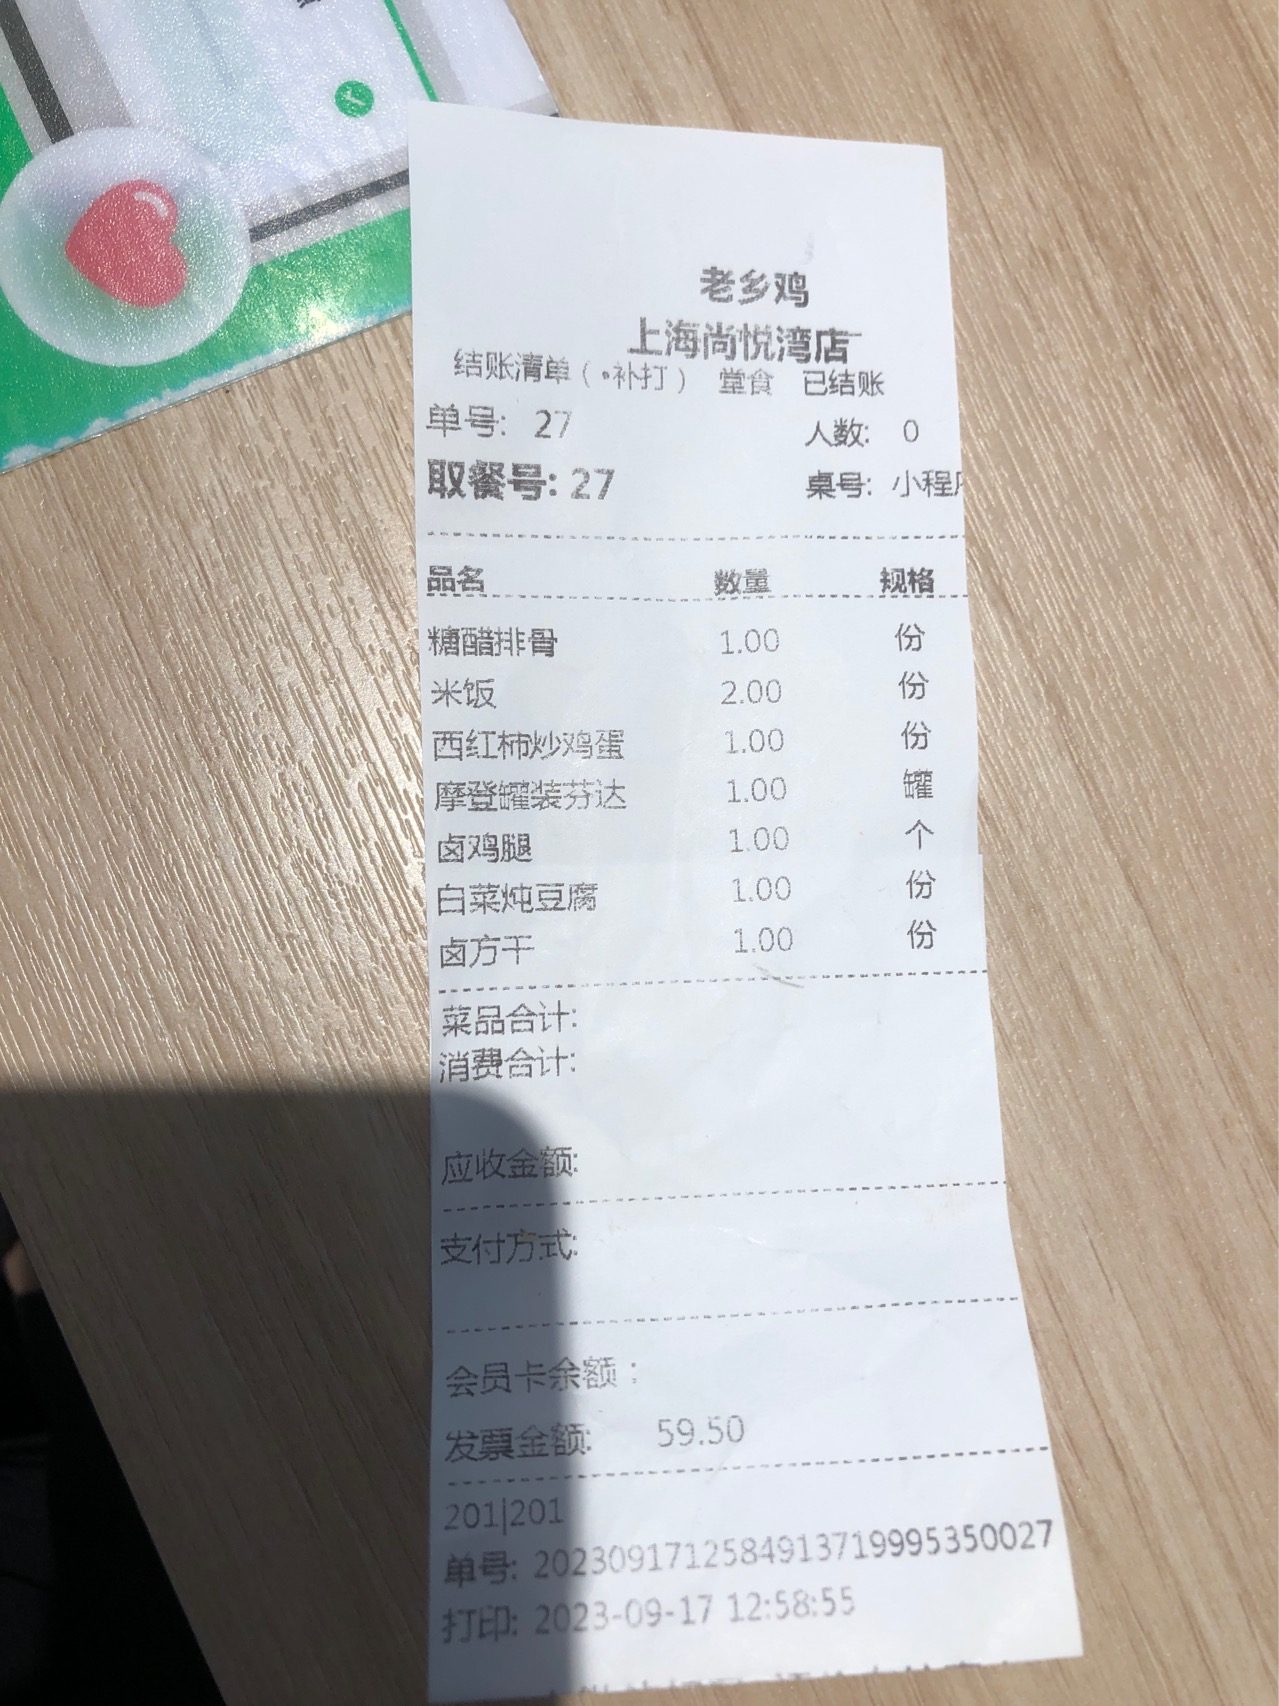 老乡鸡
上海尚悦湾店
结账清单（•补打） 堂食 已结账
单号: 27 人数: 0
取餐号: 27 桌号: 小程
品名 数量 规格
糖醋排骨 1.00 份
米饭 2.00 份
西红柿炒鸡蛋 1.00 份
摩登罐装芬达 1.00 罐
卤鸡腿 1.00 个
白菜炖豆腐 1.00 份
卤方干 1.00 份
菜品合计:
消费合计:
应收金额:
支付方式:
会员卡余额：
发票金额: 59.50
201|201
单号: 2023091712584913719995350027
打印: 2023-09-17 12:58:55